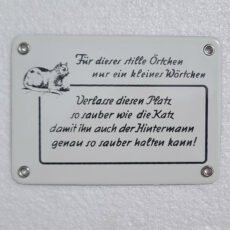 Für dieses stille Örtchen
nur ein kleines Wörtchen
Verlasse diesen Platz
so sauber wie die Katz
damit ihn auch der Hintermann
genau so sauber halten kann!